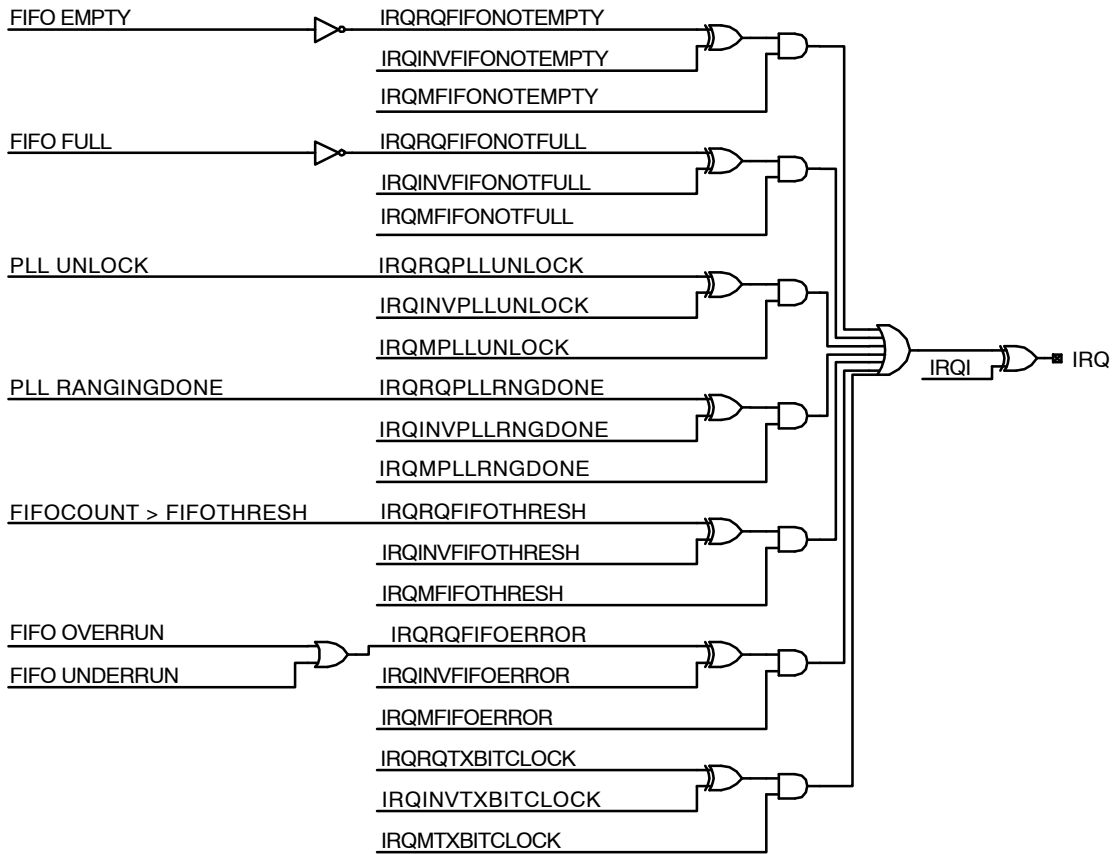 FIFO EMPTY
IRQRQFIFONOTEMPTY
IRQINVFIFONOTEMPTY
IRQMFIFONOTEMPTY
FIFO FULL
IRQRQFIFONOTFULL
IRQINVFIFONOTFULL
IRQMFIFONOTFULL
PLL UNLOCK
IRQRQPLLUNLOCK
IRQINVPLLUNLOCK
IRQMPLLUNLOCK
IRQI
IRQ
PLL RANGINGDONE
IRQRQPLLRNGDONE
IRQINVPLLRNGDONE
IRQMPLLRNGDONE
FIFOCOUNT > FIFOTHRESH
IRQRQFIFOTHRESH
IRQINVFIFOTHRESH
IRQMFIFOTHRESH
FIFO OVERRUN
IRQRQFIFOERROR
FIFO UNDERRUN
IRQINVFIFOERROR
IRQMFIFOERROR
IRQRQTXBITCLOCK
IRQINVTXBITCLOCK
IRQMTXBITCLOCK